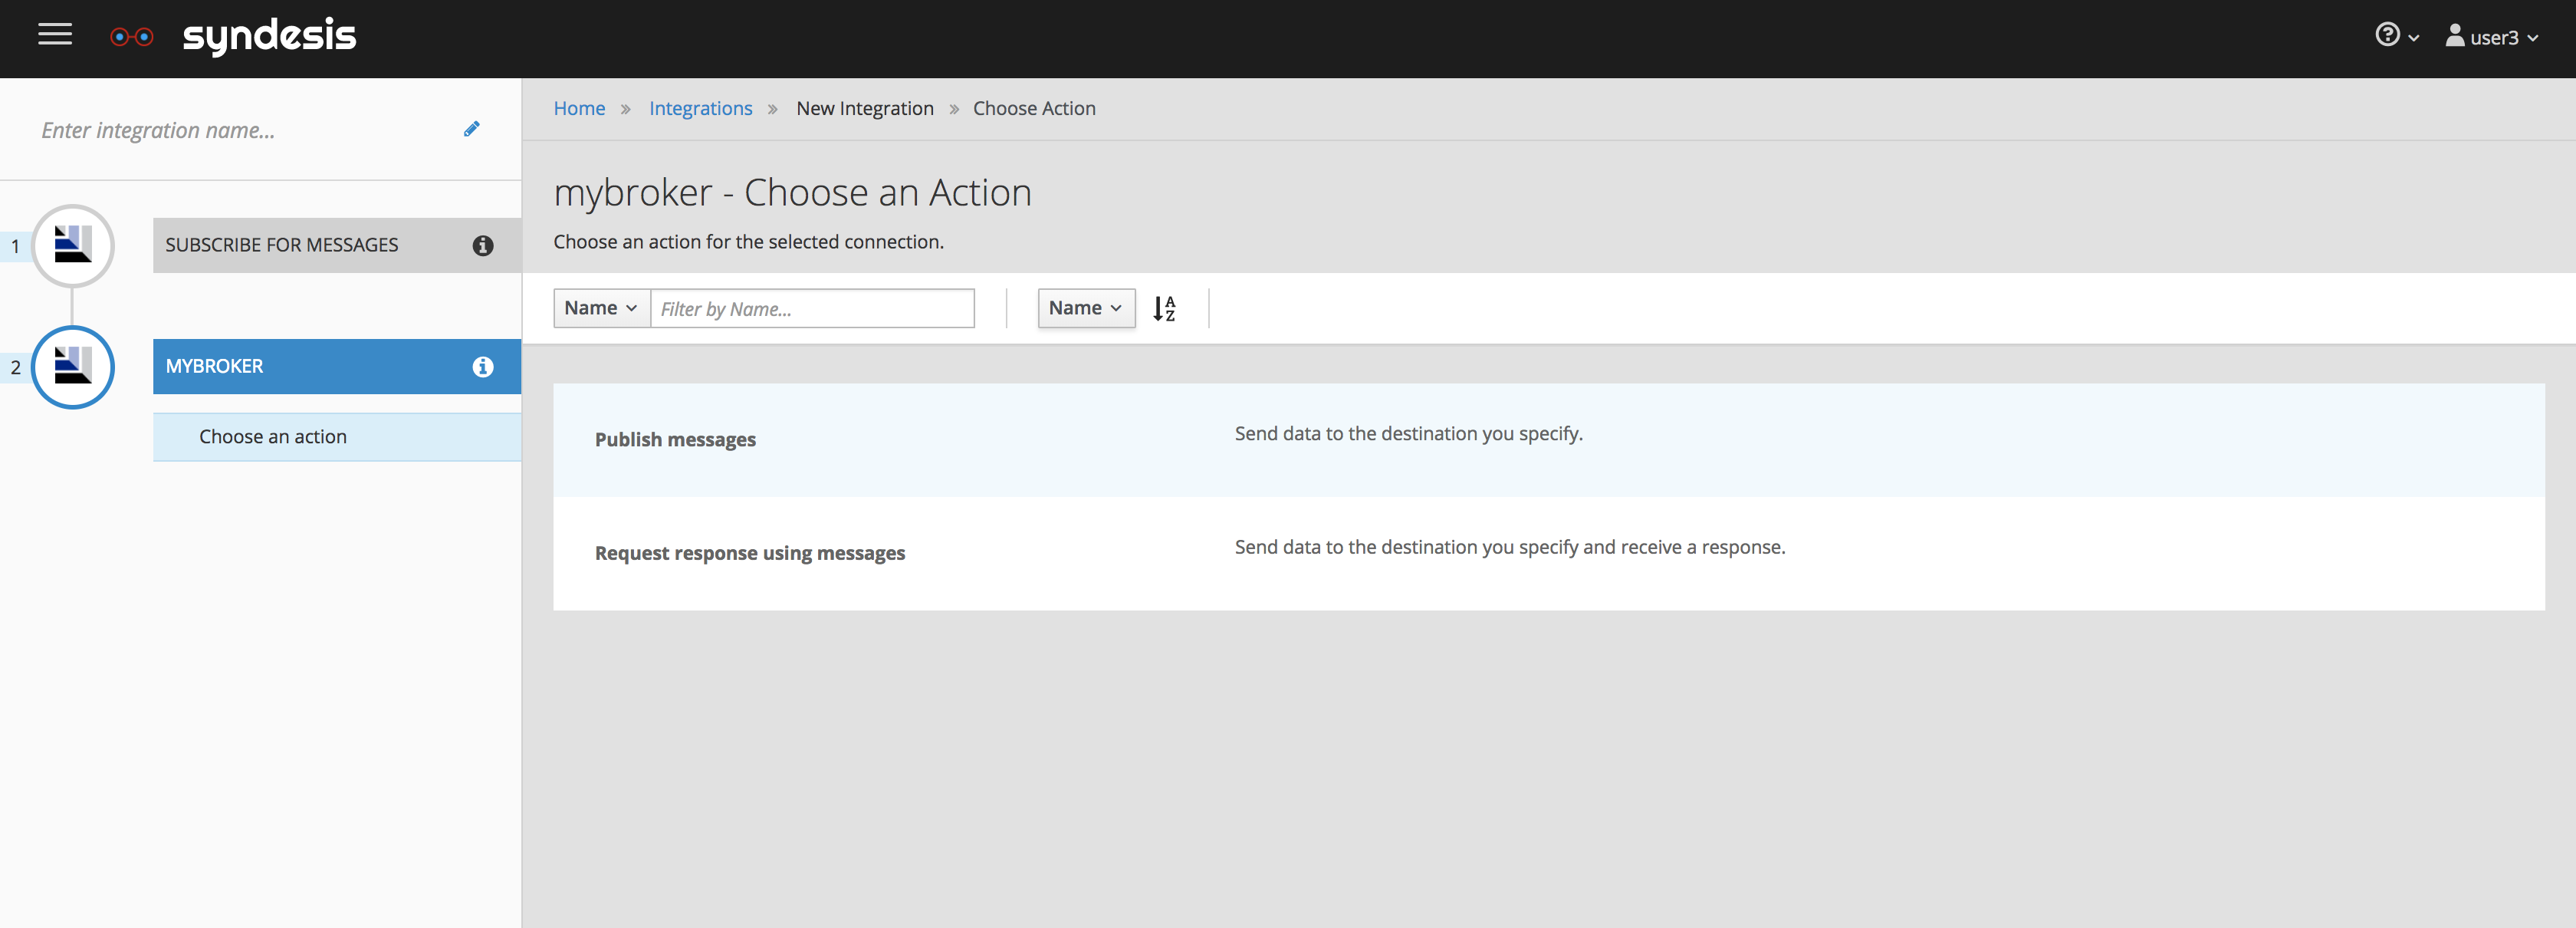 syndesis
user3
Enter integration name...
Home » Integrations » New Integration » Choose Action
mybroker - Choose an Action
Choose an action for the selected connection.
1
SUBSCRIBE FOR MESSAGES
2
MYBROKER
Choose an action
Name
Filter by Name...
Name
A
Z
Publish messages
Send data to the destination you specify.
Request response using messages
Send data to the destination you specify and receive a response.